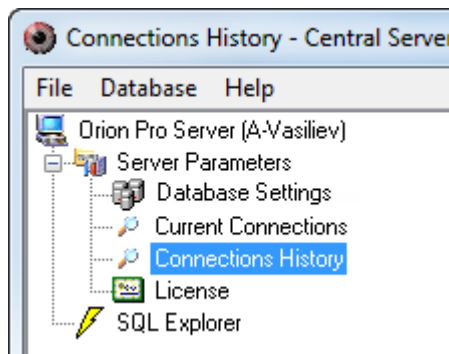 Connections History - Central Server
File Database Help
Orion Pro Server (A-Vasiliev)
Server Parameters
Database Settings
Current Connections
Connections History
License
SQL Explorer